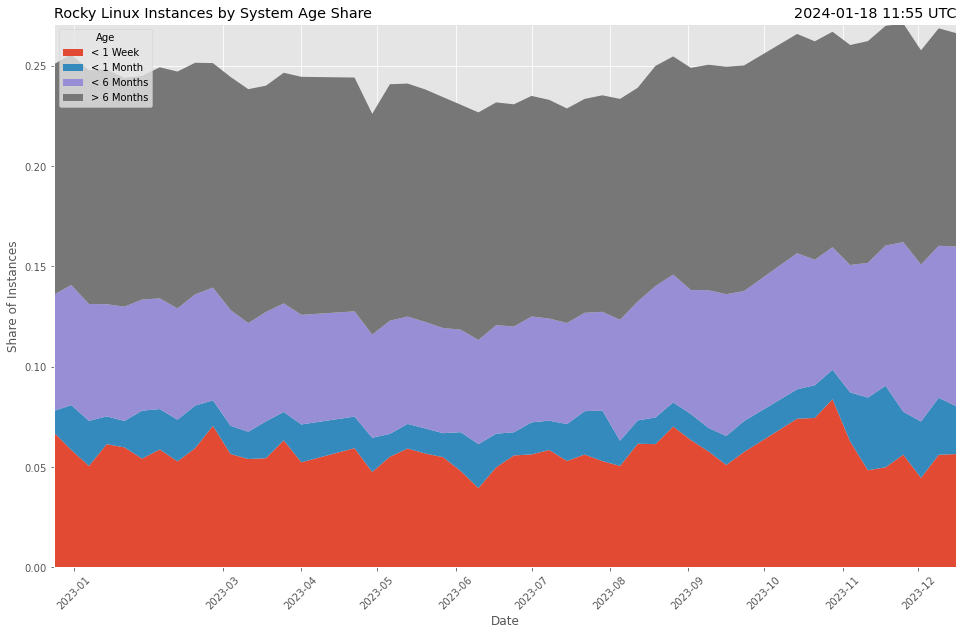 Rocky Linux Instances by System Age Share
2024-01-18 11:55 UTC
Age
< 1 Week
< 1 Month
< 6 Months
> 6 Months
Share of Instances
0.25
0.20
0.15
0.10
0.05
0.00
2023-01
2023-03
2023-04
2023-05
2023-06
2023-07
2023-08
2023-09
2023-10
2023-11
2023-12
Date